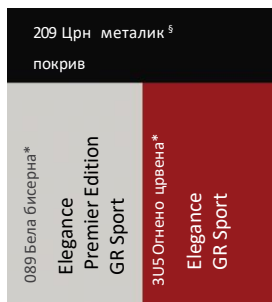 209 Црн металик §
покрив
089 Бела бисерна*
Elegance
Premier Edition
GR Sport
3U5 Огнено црвена*
Elegance
GR Sport